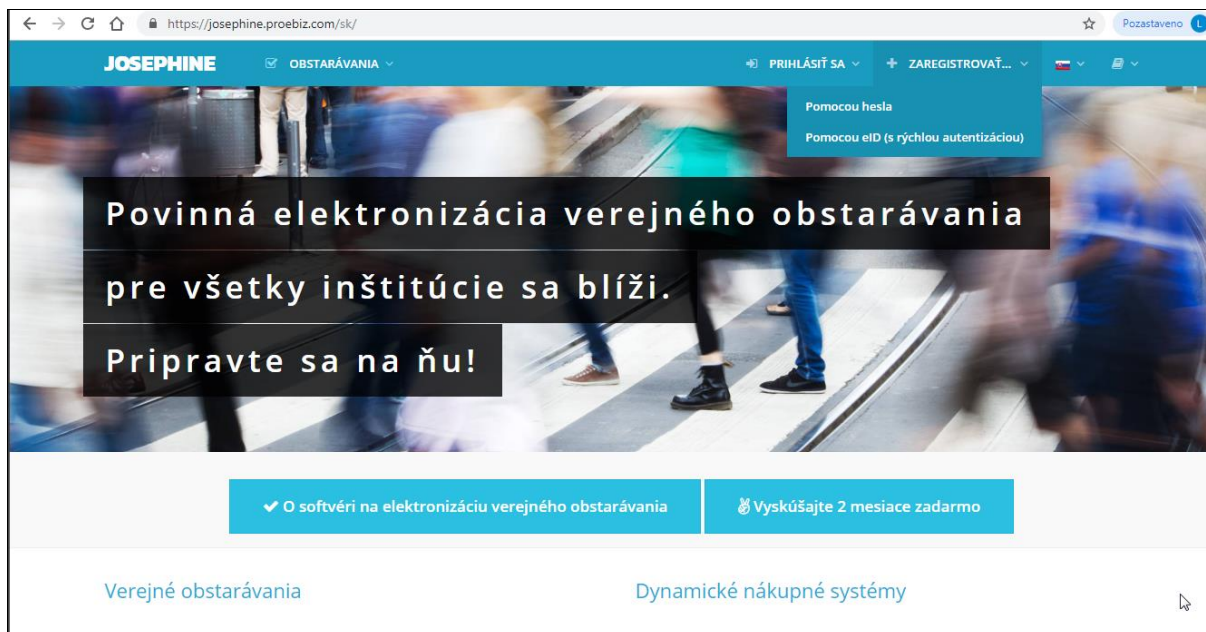 https://josephine.proebiz.com/sk/
Pozastaveno L
JOSEPHINE OBSTARÁVANIA PRIHLÁSIŤ SA ZAREGISTROVAŤ...
Pomocou hesla
Pomocou eID (s rýchlou autentizáciou)
Povinná elektronizácia verejného obstarávania
pre všetky inštitúcie sa blíži.
Pripravte sa na ňu!
O softvéri na elektronizáciu verejného obstarávania Vyskúšajte 2 mesiace zadarmo
Verejné obstarávania Dynamické nákupné systémy